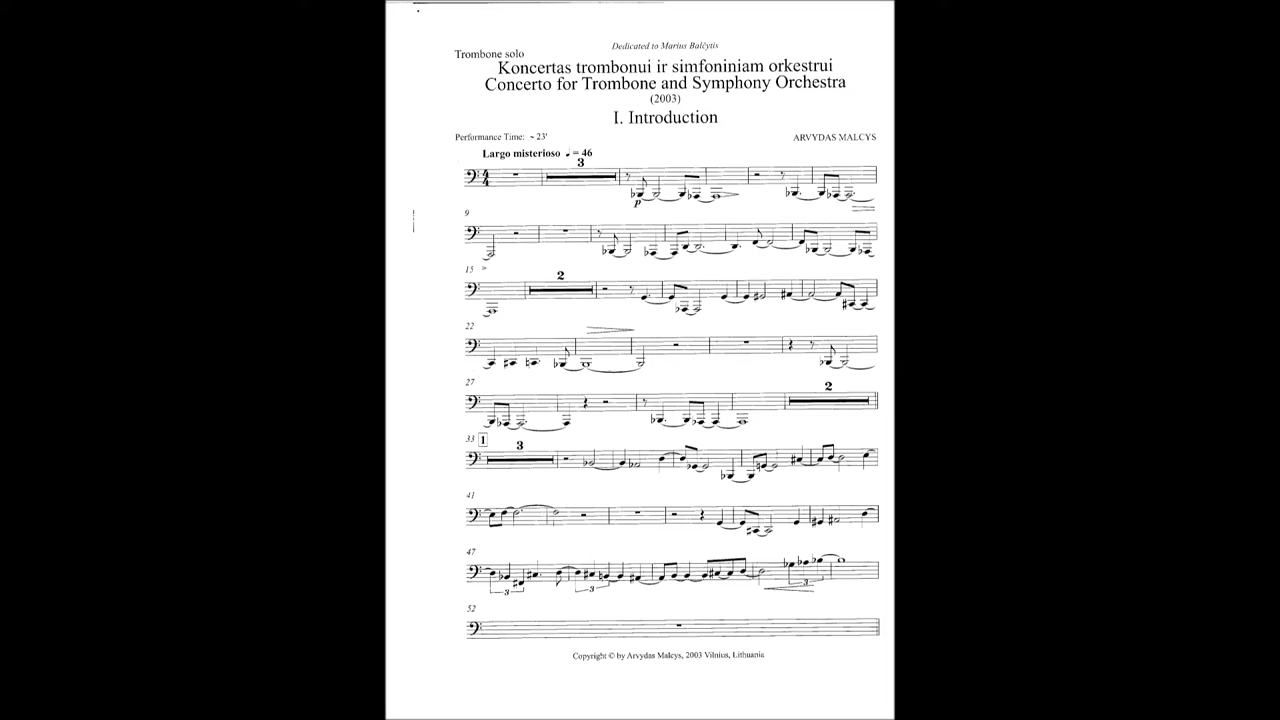 Dedicated to Marius Balčytis
Trombone solo
Koncertas trombonui ir simfoniniam orkestrui
Concerto for Trombone and Symphony Orchestra
(2003)
I. Introduction
Performance Time: ~ 23'
ARVYDAS MALCYS
Largo misterioso ♩ = 46
3
p
9
15
2
22
27
2
33 1
3
41
47
3
3
3
52
Copyright © by Arvydas Malcys, 2003 Vilnius, Lithuania